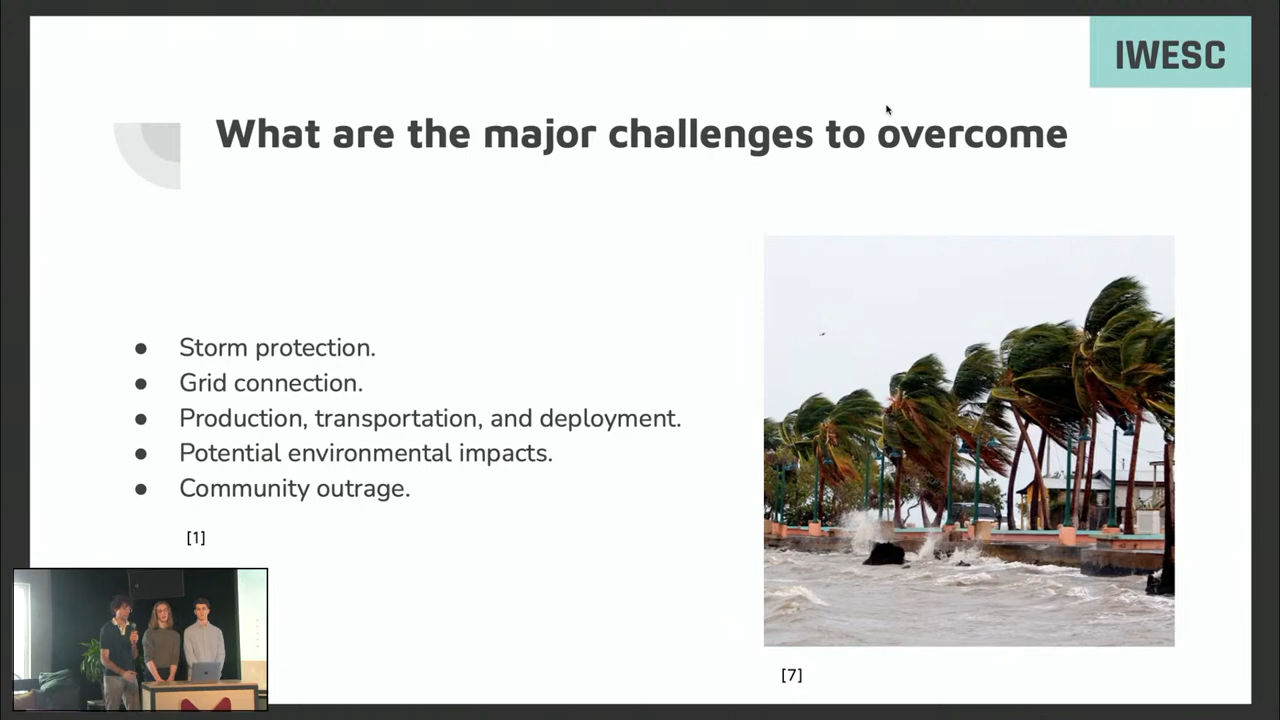 IWESC
What are the major challenges to overcome
● Storm protection.
● Grid connection.
● Production, transportation, and deployment.
● Potential environmental impacts.
● Community outrage.
[1]
[7]